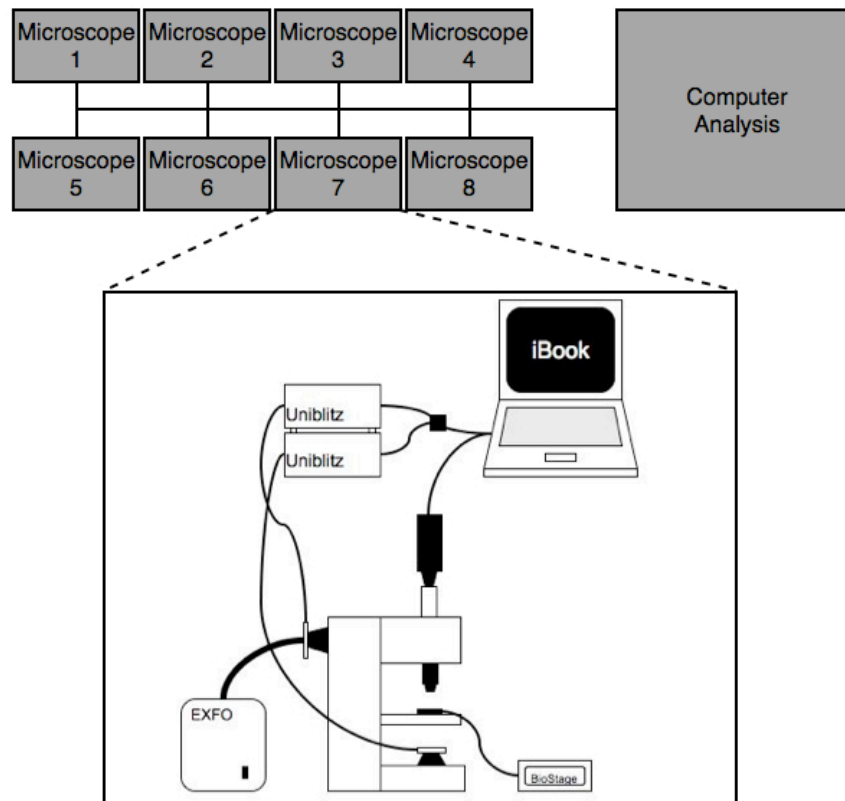 Microscope
1
Microscope
2
Microscope
3
Microscope
4
Computer
Analysis
Microscope
5
Microscope
6
Microscope
7
Microscope
8
iBook
Uniblitz
Uniblitz
EXFO
BioStage